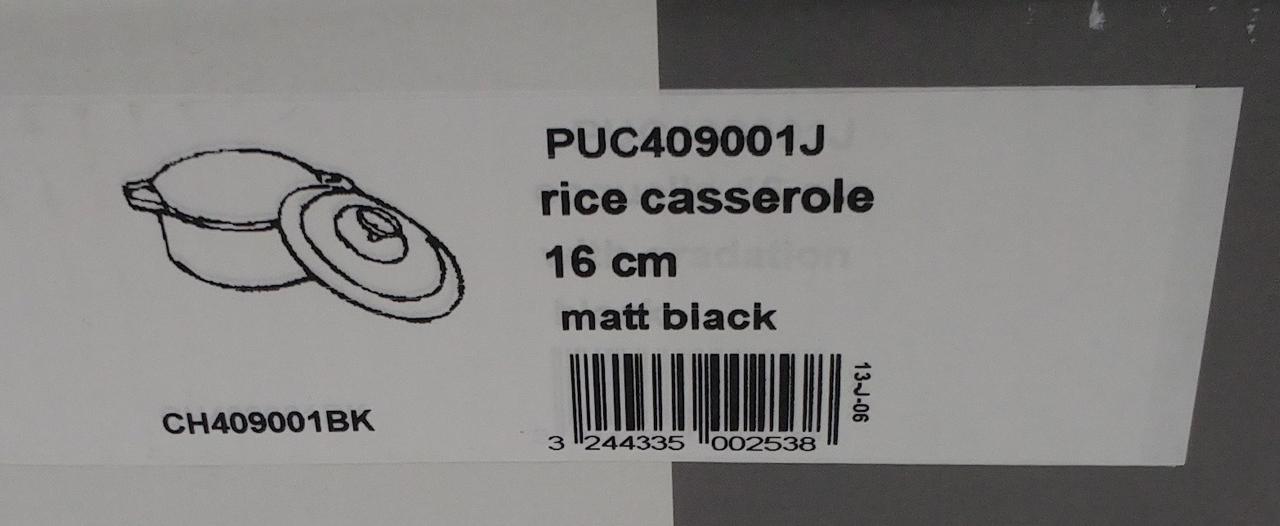 PUC409001J
rice casserole
16 cm
matt black
13-J-06
3 244335 002538
CH409001BK